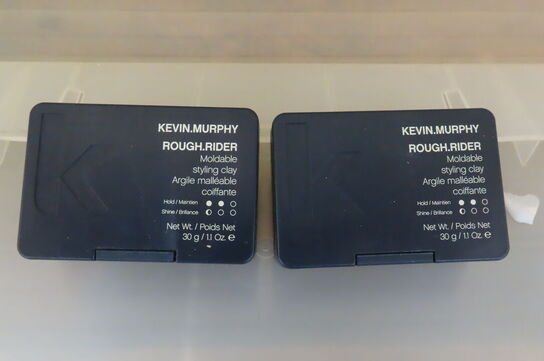 KEVIN.MURPHY
ROUGH.RIDER
Moldable
styling clay
Argile malléable
coiffante
Hold / Maintien
Shine / Brillance
Net Wt. / Poids Net
30 g / 1.1 Oz. ℮
KEVIN.MURPHY
ROUGH.RIDER
Moldable
styling clay
Argile malléable
coiffante
Hold / Maintien
Shine / Brillance
Net Wt. / Poids Net
30 g / 1.1 Oz. ℮